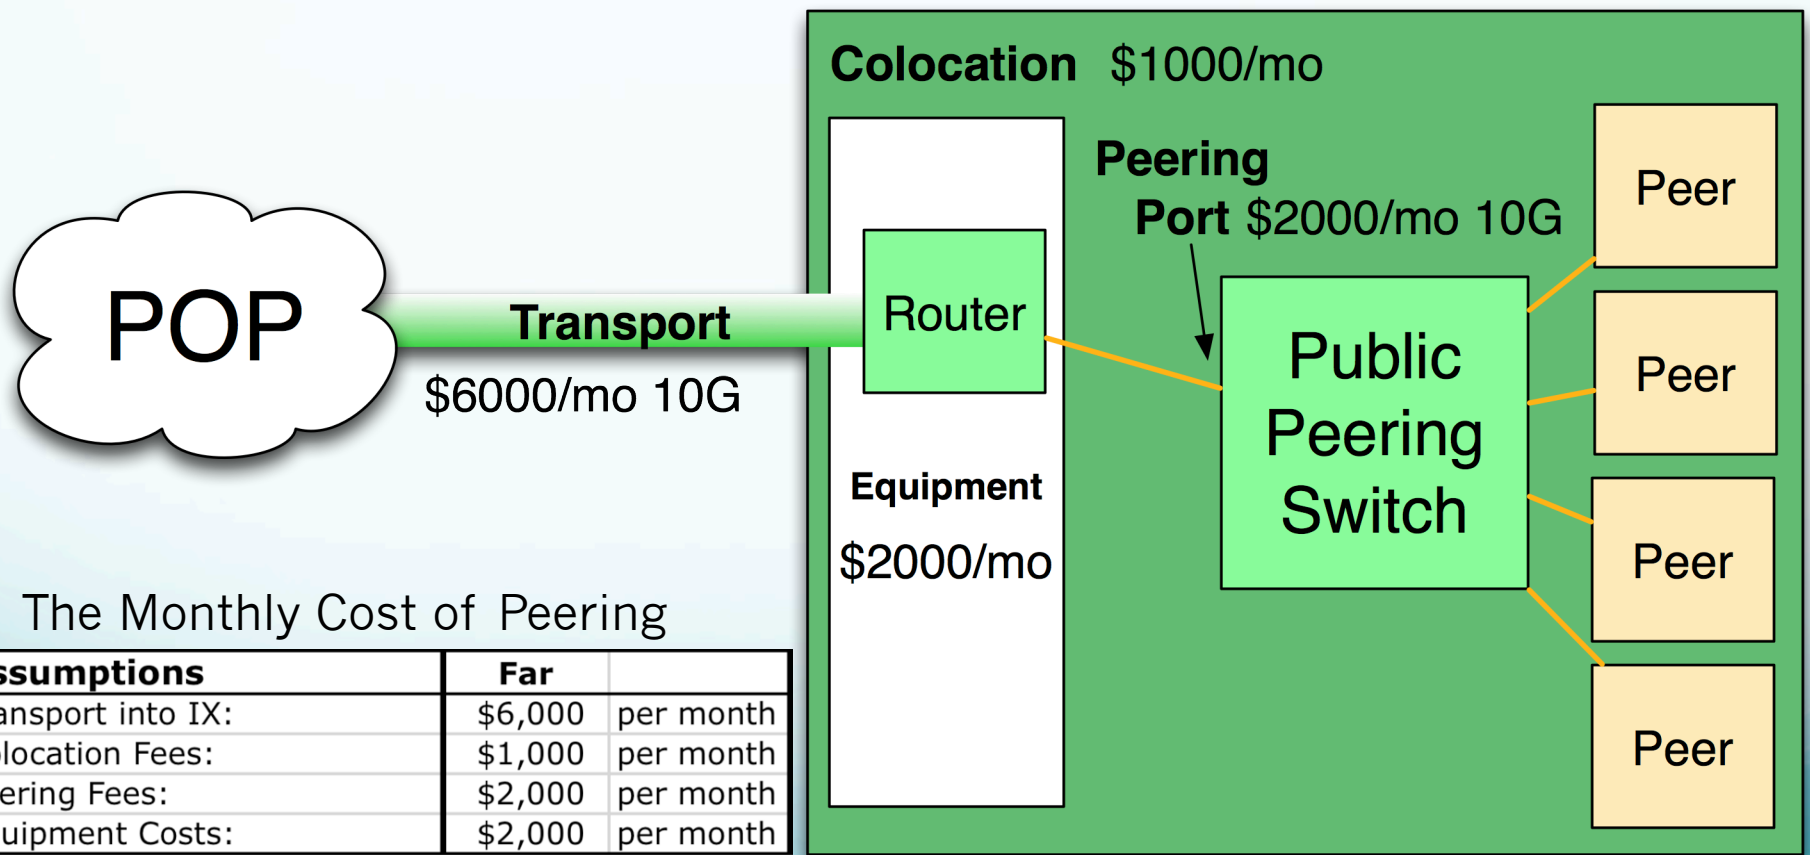 Colocation $1000/mo
Peering
Port $2000/mo 10G
Peer
POP
Transport
$6000/mo 10G
Router
Public
Peering
Switch
Peer
Equipment
$2000/mo
Peer
Peer
The Monthly Cost of Peering
ssumptions Far
ansport into IX: $6,000 per month
location Fees: $1,000 per month
ering Fees: $2,000 per month
uipment Costs: $2,000 per month